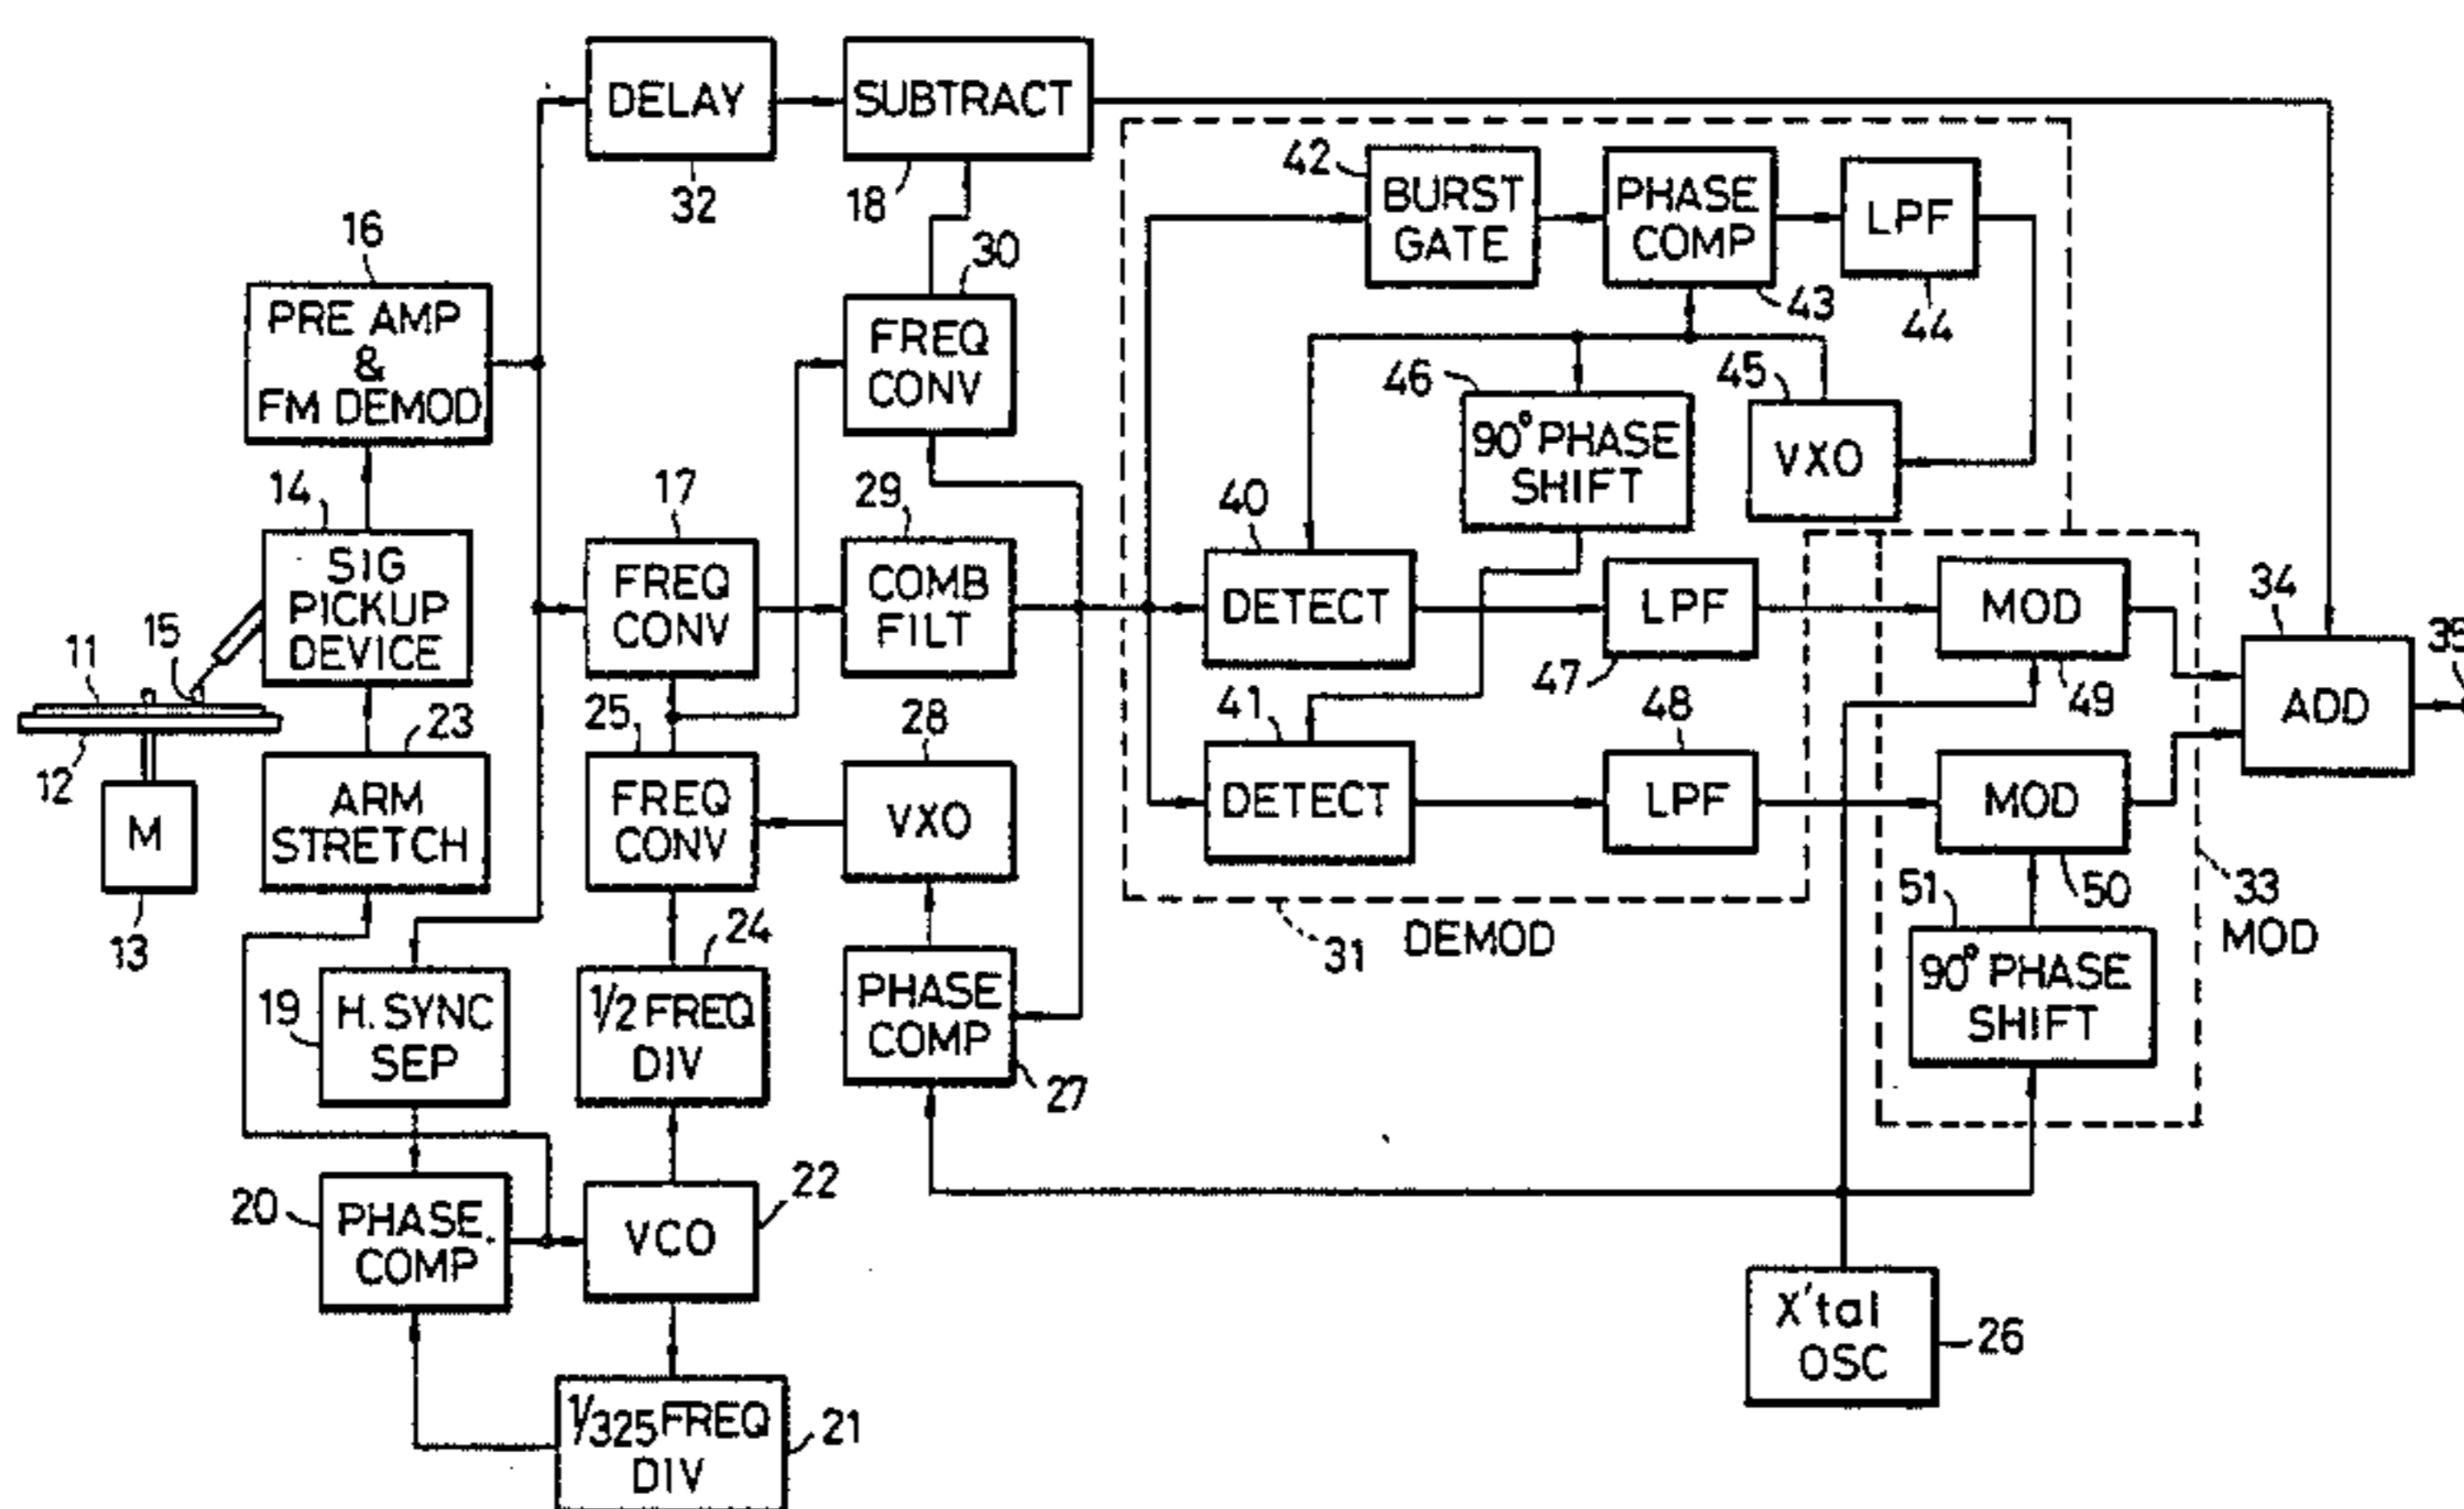 DELAY
32
SUBTRACT
18
42
BURST
GATE
PHASE
COMP
43
LPF
44
16
PRE AMP
&
FM DEMOD
30
FREQ
CONV
46
90° PHASE
SHIFT
45
VXO
14
SIG
PICKUP
DEVICE
15
11
12
M
13
23
ARM
STRETCH
17
FREQ
CONV
29
COMB
FILT
40
DETECT
LPF
47
MOD
49
34
ADD
35
25
FREQ
CONV
28
VXO
41
DETECT
48
LPF
MOD
50
33
MOD
31
DEMOD
51
90° PHASE
SHIFT
19
H. SYNC
SEP
24
1/2 FREQ
DIV
PHASE
COMP
27
20
PHASE
COMP
VCO
22
1/325 FREQ
DIV
21
X'tal
OSC
26